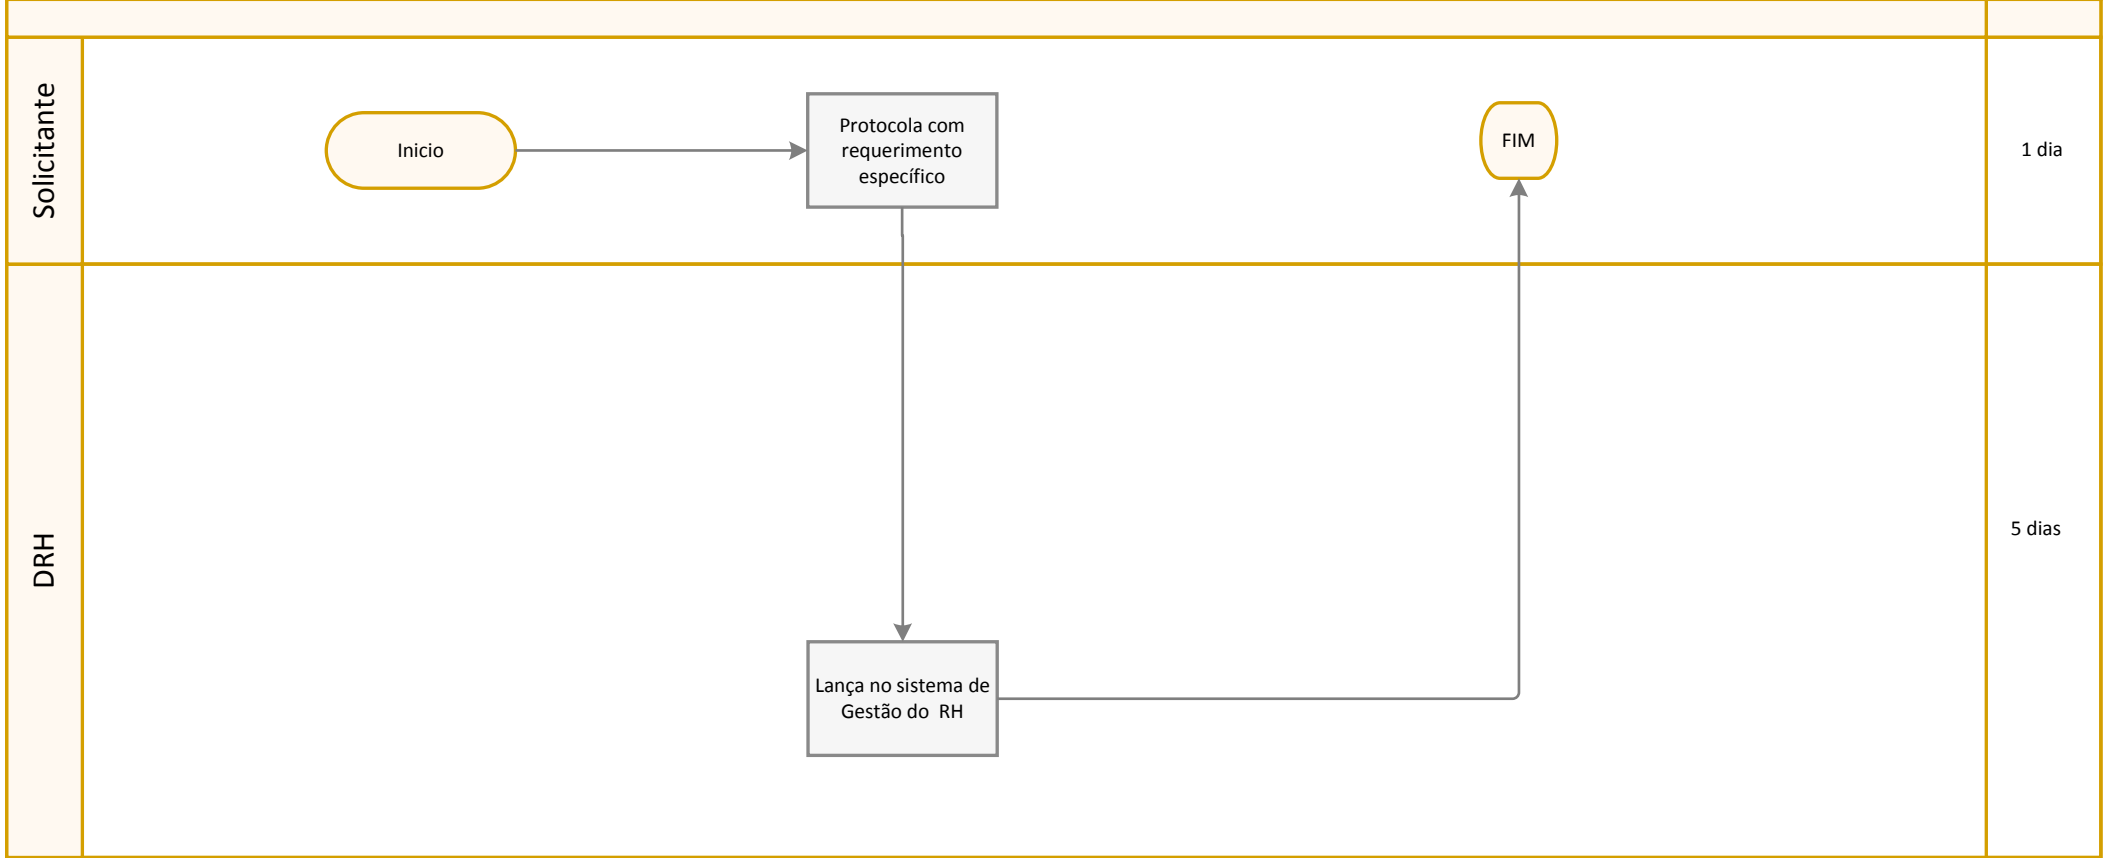 Solicitante
Inicio
Protocola com
requerimento
específico
FIM
1 dia
DRH
Lança no sistema de
Gestão do  RH
5 dias